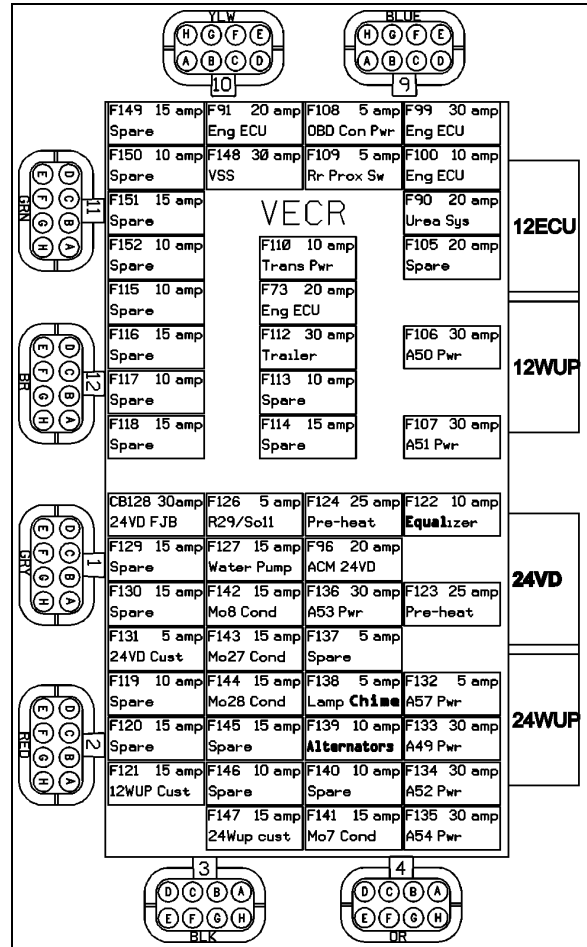 YLW
H G F E
A B C D
10
BLUE
H G F E
A B C D
9
F149 15 amp
Spare
F91 20 amp
Eng ECU
F108 5 amp
OBD Con Pwr
F99 30 amp
Eng ECU
F150 10 amp
Spare
F148 30 amp
VSS
F109 5 amp
Rr Prox Sw
F100 10 amp
Eng ECU
F151 15 amp
Spare
VECR
F90 20 amp
Urea Sys
F152 10 amp
Spare
F110 10 amp
Trans Pwr
F105 20 amp
Spare
F115 10 amp
Spare
F73 20 amp
Eng ECU
F116 15 amp
Spare
F112 30 amp
Trailer
F106 30 amp
A50 Pwr
F117 10 amp
Spare
F113 10 amp
Spare
F118 15 amp
Spare
F114 15 amp
Spare
F107 30 amp
A51 Pwr
12ECU
12WUP
GRN
E F G H
D C B A
11
BR
E F G H
D C B A
12
CB128 30amp
24VD FJB
F126 5 amp
R29/Sol1
F124 25 amp
Pre-heat
F122 10 amp
Equalizer
F129 15 amp
Spare
F127 15 amp
Water Pump
F96 20 amp
ACM 24VD
F130 15 amp
Spare
F142 15 amp
Mo8 Cond
F136 30 amp
A53 Pwr
F123 25 amp
Pre-heat
F131 5 amp
24VD Cust
F143 15 amp
Mo27 Cond
F137 5 amp
Spare
F119 10 amp
Spare
F144 15 amp
Mo28 Cond
F138 5 amp
Lamp Chime
F132 5 amp
A57 Pwr
F120 15 amp
Spare
F145 15 amp
Spare
F139 10 amp
Alternators
F133 30 amp
A49 Pwr
F121 15 amp
12WUP Cust
F146 10 amp
Spare
F140 10 amp
Spare
F134 30 amp
A52 Pwr
F147 15 amp
24Wup cust
F141 15 amp
Mo7 Cond
F135 30 amp
A54 Pwr
24VD
24WUP
GRY
E F G H
D C B A
1
RED
E F G H
D C B A
2
3
D C B A
E F G H
BLK
4
D C B A
E F G H
OR